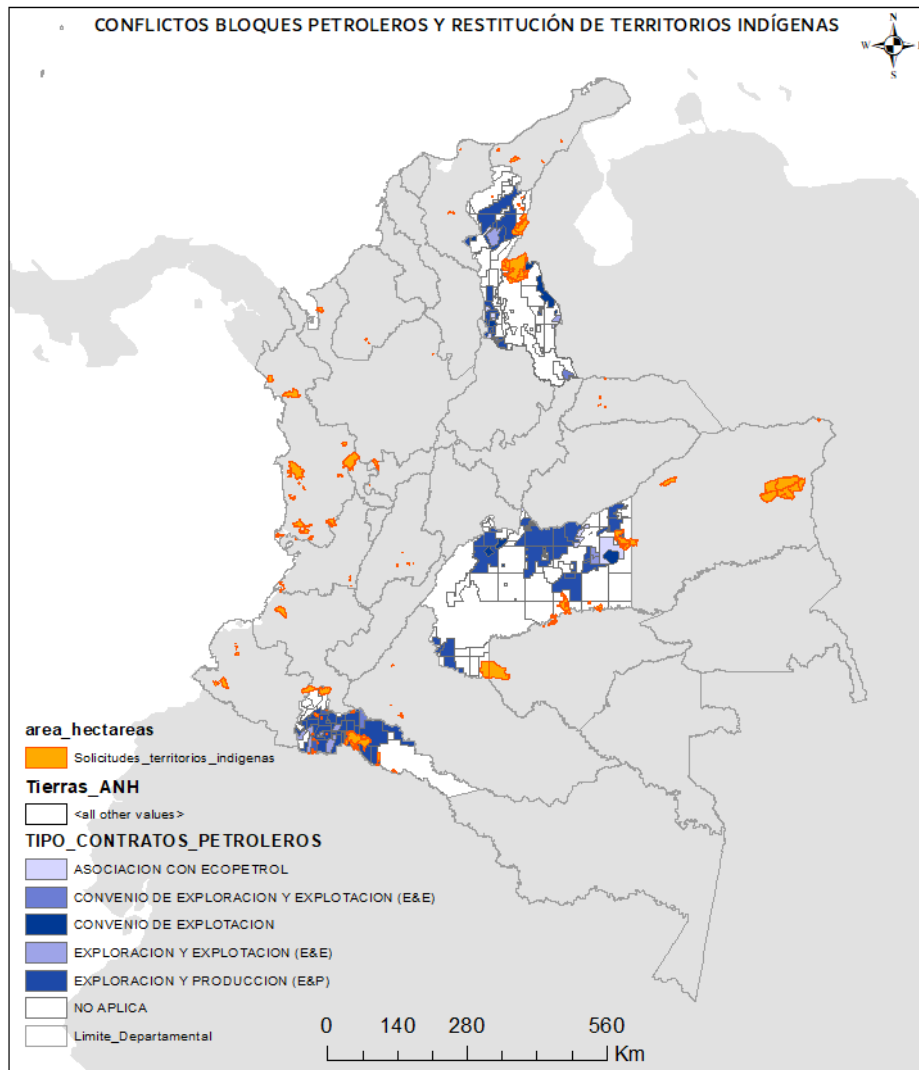 CONFLICTOS BLOQUES PETROLEROS Y RESTITUCIÓN DE TERRITORIOS INDÍGENAS
N
W
S
area_hectareas
Solicitudes_territorios_indigenas
Tierras_ANH
<all other values>
TIPO_CONTRATOS_PETROLEROS
ASOCIACION CON ECOPETROL
CONVENIO DE EXPLORACION Y EXPLOTACION (E&E)
CONVENIO DE EXPLOTACION
EXPLORACION Y EXPLOTACION (E&E)
EXPLORACION Y PRODUCCION (E&P)
NO APLICA
Limite_Departamental
0 140 280 560
Km